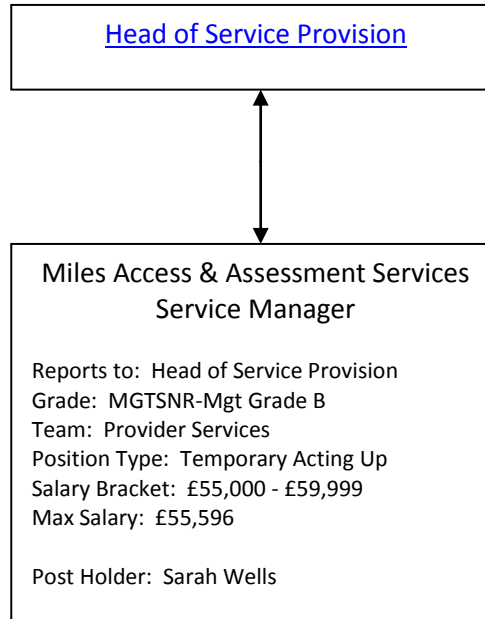 Head of Service Provision
Miles Access & Assessment Services
Service Manager
Reports to: Head of Service Provision
Grade: MGTSNR-Mgt Grade B
Team: Provider Services
Position Type: Temporary Acting Up
Salary Bracket: £55,000 - £59,999
Max Salary: £55,596
Post Holder: Sarah Wells